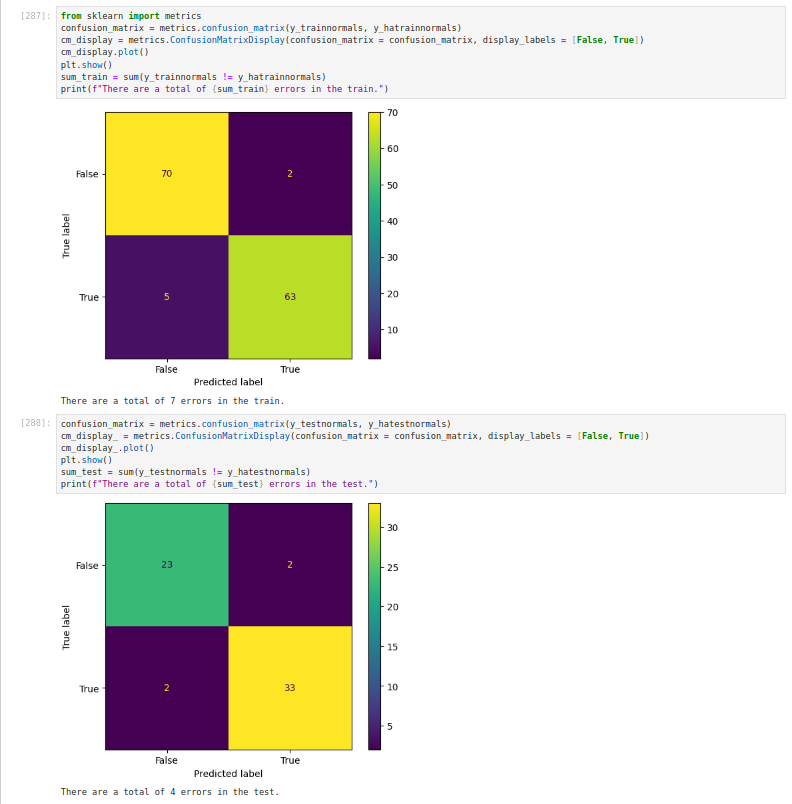 [287]: from sklearn import metrics
confusion_matrix = metrics.confusion_matrix(y_trainnormals, y_hatrainnormals)
cm_display = metrics.ConfusionMatrixDisplay(confusion_matrix = confusion_matrix, display_labels = [False, True])
cm_display.plot()
plt.show()
sum_train = sum(y_trainnormals != y_hatrainnormals)
print(f"There are a total of {sum_train} errors in the train.")
70
60
50
40
30
20
10
False
True
True label
70
2
5
63
False
True
Predicted label
There are a total of 7 errors in the train.
[288]: confusion_matrix = metrics.confusion_matrix(y_testnormals, y_hatestnormals)
cm_display_ = metrics.ConfusionMatrixDisplay(confusion_matrix = confusion_matrix, display_labels = [False, True])
cm_display_.plot()
plt.show()
sum_test = sum(y_testnormals != y_hatestnormals)
print(f"There are a total of {sum_test} errors in the test.")
30
25
20
15
10
5
False
True
True label
23
2
2
33
False
True
Predicted label
There are a total of 4 errors in the test.